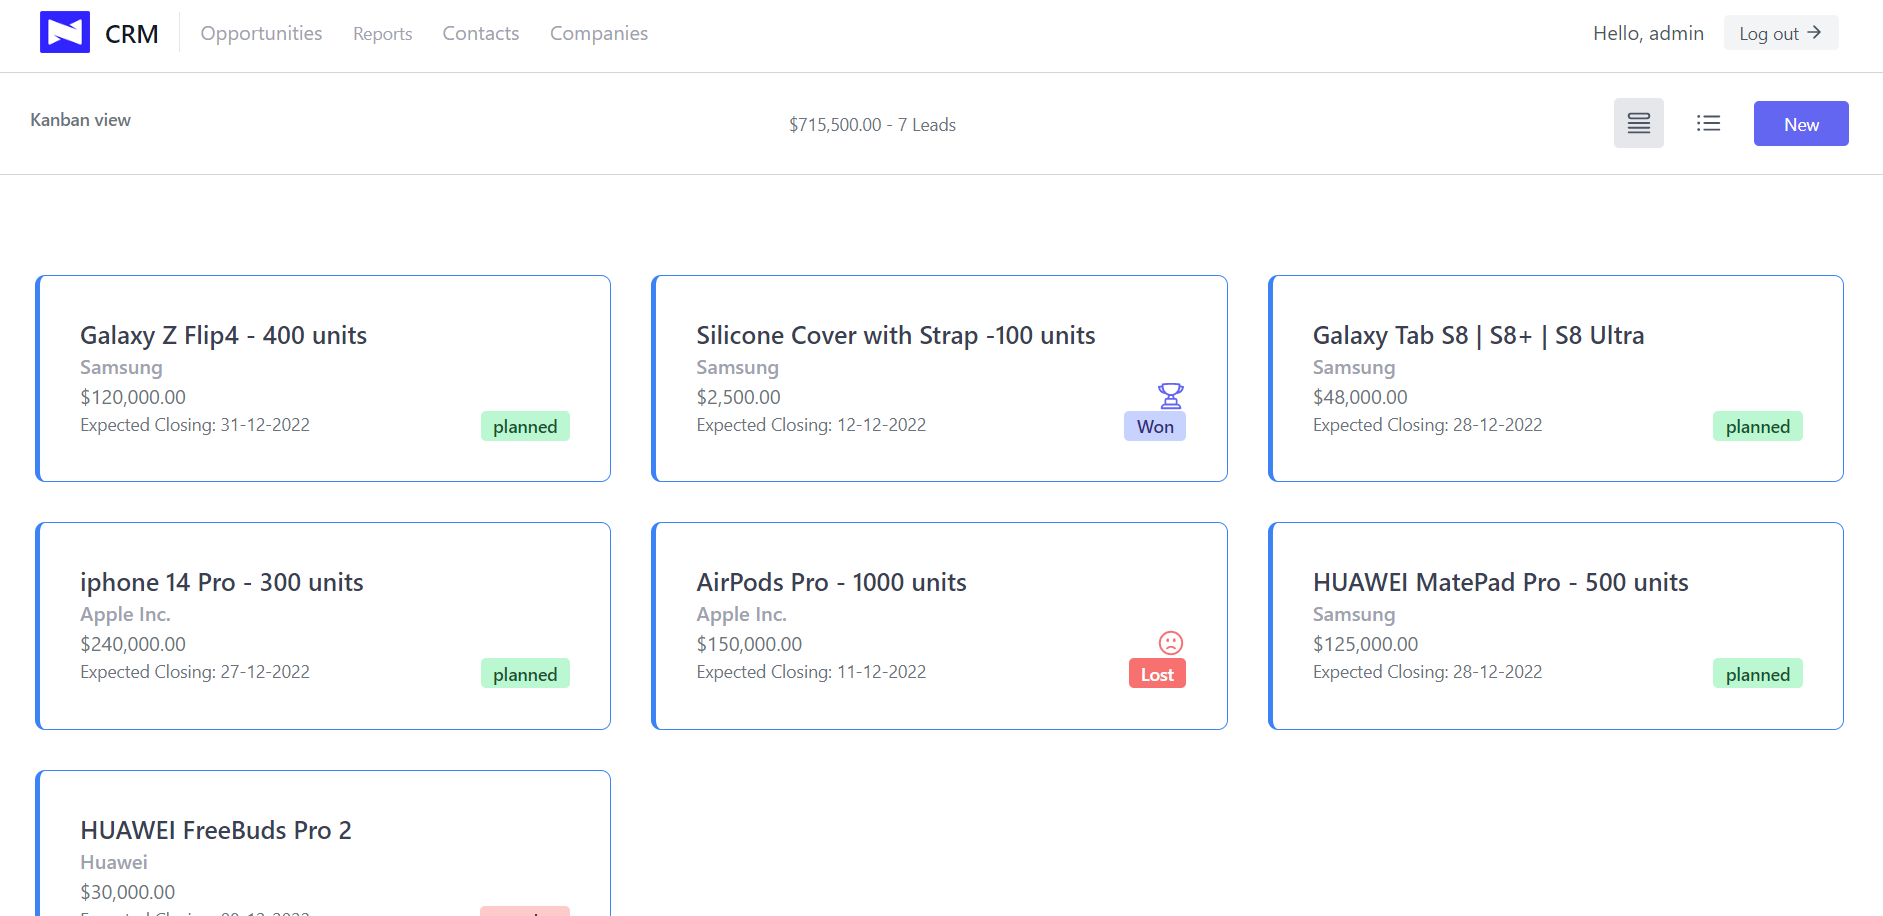 CRM
Opportunities
Reports
Contacts
Companies
Hello, admin
Log out →
Kanban view
$715,500.00 - 7 Leads
New
Galaxy Z Flip4 - 400 units
Samsung
$120,000.00
Expected Closing: 31-12-2022
planned
Silicone Cover with Strap -100 units
Samsung
$2,500.00
Expected Closing: 12-12-2022
Won
Galaxy Tab S8 | S8+ | S8 Ultra
Samsung
$48,000.00
Expected Closing: 28-12-2022
planned
iphone 14 Pro - 300 units
Apple Inc.
$240,000.00
Expected Closing: 27-12-2022
planned
AirPods Pro - 1000 units
Apple Inc.
$150,000.00
Expected Closing: 11-12-2022
Lost
HUAWEI MatePad Pro - 500 units
Samsung
$125,000.00
Expected Closing: 28-12-2022
planned
HUAWEI FreeBuds Pro 2
Huawei
$30,000.00